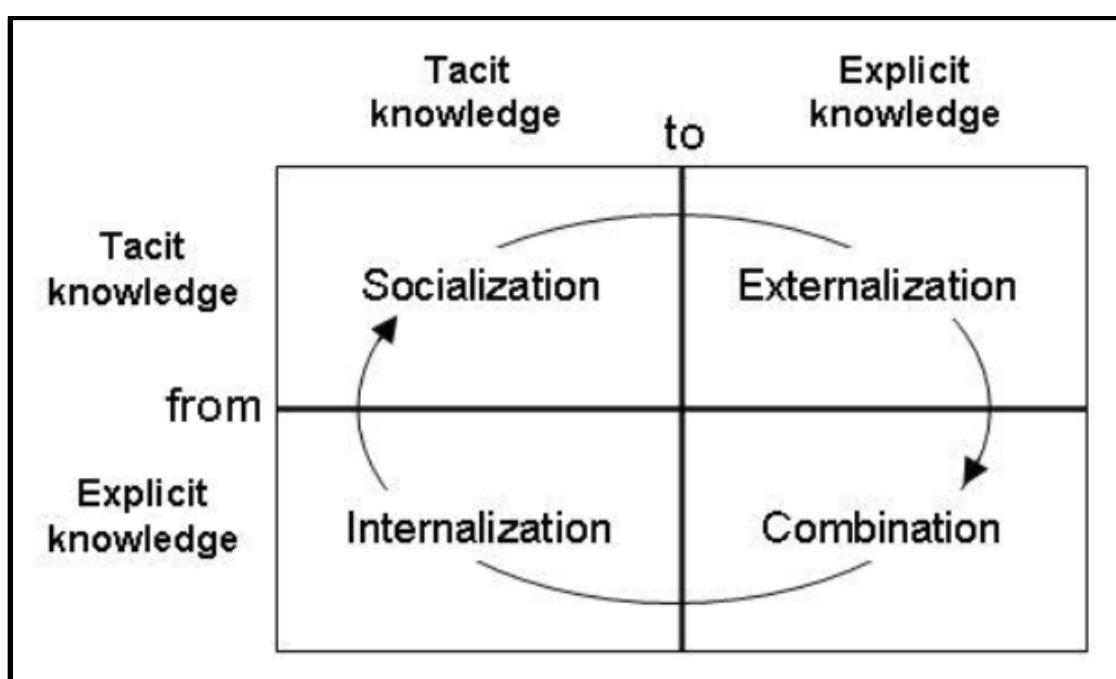 Tacit
knowledge
Explicit
knowledge
to
Tacit
knowledge
Socialization
Externalization
from
Explicit
knowledge
Internalization
Combination